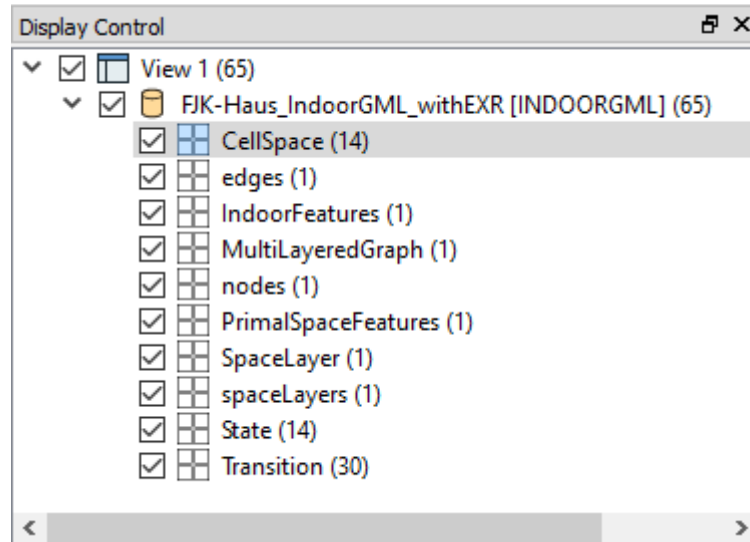 Display Control
View 1 (65)
FJK-Haus_IndoorGML_withEXR [INDOORGML] (65)
CellSpace (14)
edges (1)
IndoorFeatures (1)
MultiLayeredGraph (1)
nodes (1)
PrimalSpaceFeatures (1)
SpaceLayer (1)
spaceLayers (1)
State (14)
Transition (30)